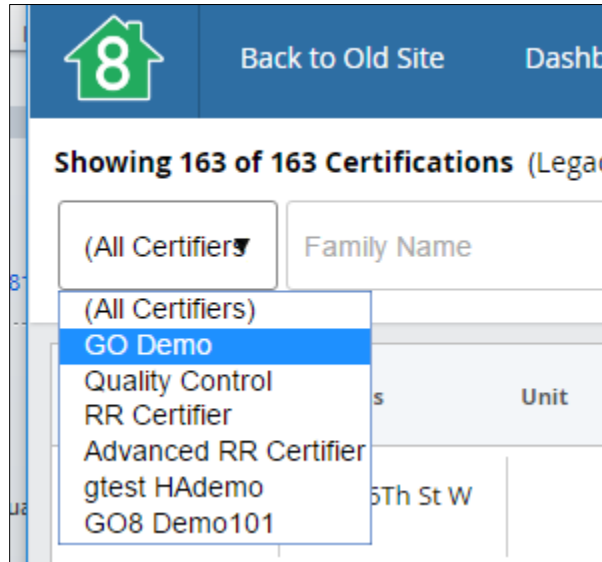 8
Back to Old Site
Dashb
Showing 163 of 163 Certifications (Legac
(All Certifiers
Family Name
(All Certifiers)
GO Demo
Quality Control
RR Certifier
Advanced RR Certifier
gtest HAdemo
GO8 Demo101
s
Unit
5Th St W